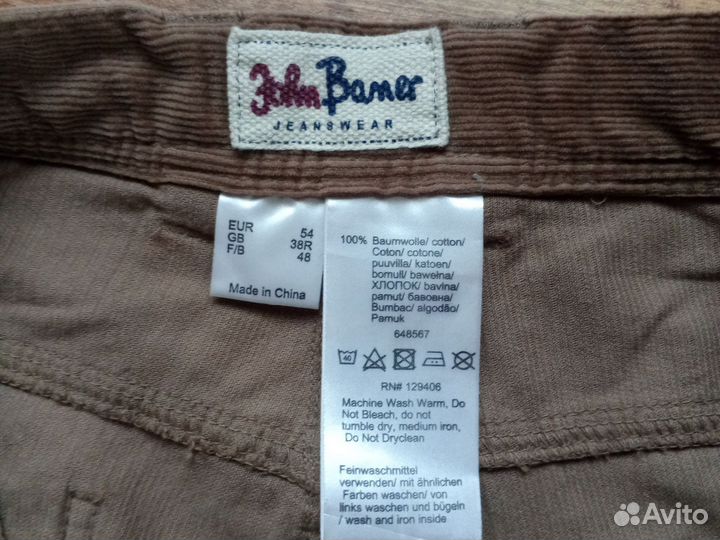 John Baner
JEANSWEAR
EUR 54
GB 38R
F/B 48
Made in China
100% Baumwolle/ cotton/
Coton/ cotone/
puuvilla/ katoen/
bomull/ bawełna/
ХЛОПОК/ bavlna/
pamut/ бавовна/
Bumbac/ algodão/
Pamuk
648567
40
RN# 129406
Machine Wash Warm, Do
Not Bleach, do not
tumble dry, medium iron,
Do Not Dryclean
Feinwaschmittel
verwenden/ mit ähnlichen
Farben waschen/ von
links waschen und bügeln
/ wash and iron inside
Avito